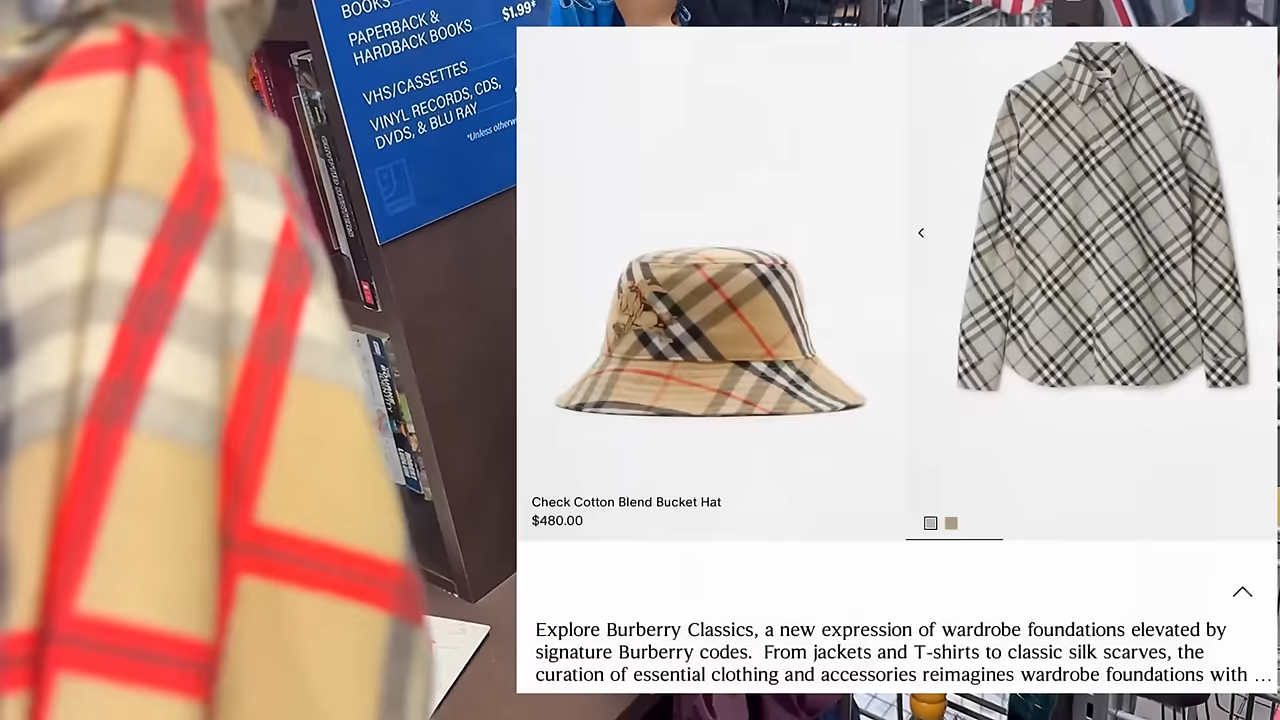 BOOKS
$1.99*
PAPERBACK &
HARDBACK BOOKS
VHS/CASSETTES
VINYL RECORDS, CDS,
DVDS, & BLU RAY
*Unless otherw
Check Cotton Blend Bucket Hat
$480.00
Explore Burberry Classics, a new expression of wardrobe foundations elevated by
signature Burberry codes. From jackets and T-shirts to classic silk scarves, the
curation of essential clothing and accessories reimagines wardrobe foundations with ...